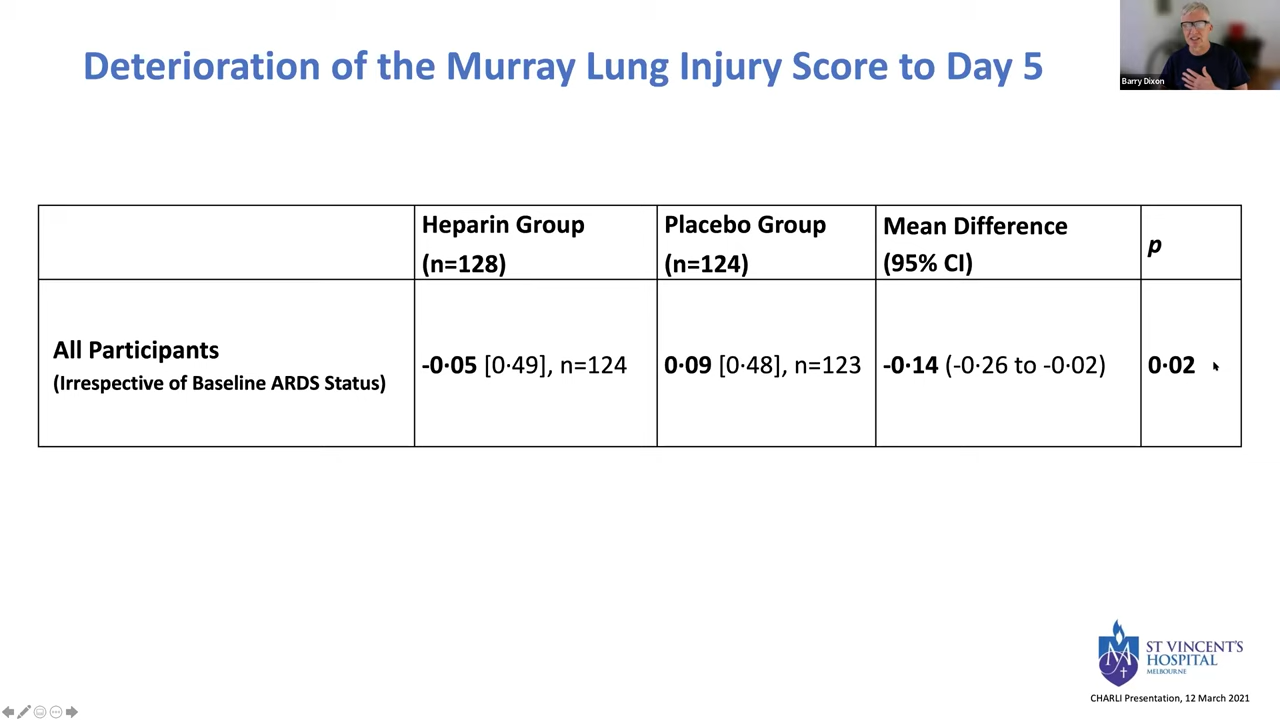 Deterioration of the Murray Lung Injury Score to Day 5
Barry Dixon
Heparin Group
(n=128)
Placebo Group
(n=124)
Mean Difference
(95% CI)
p
All Participants
(Irrespective of Baseline ARDS Status)
-0·05 [0·49], n=124
0·09 [0·48], n=123
-0·14 (-0·26 to -0·02)
0·02
ST VINCENT'S
HOSPITAL
MELBOURNE
CHARLI Presentation, 12 March 2021